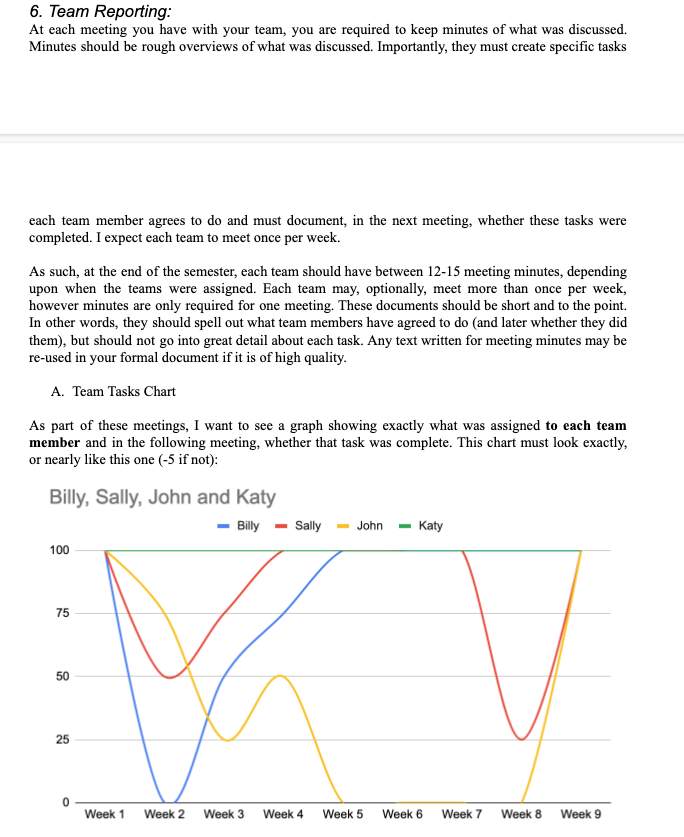 6. Team Reporting:
At each meeting you have with your team, you are required to keep minutes of what was discussed.
Minutes should be rough overviews of what was discussed. Importantly, they must create specific tasks
each team member agrees to do and must document, in the next meeting, whether these tasks were
completed. I expect each team to meet once per week.
As such, at the end of the semester, each team should have between 12-15 meeting minutes, depending
upon when the teams were assigned. Each team may, optionally, meet more than once per week,
however minutes are only required for one meeting. These documents should be short and to the point.
In other words, they should spell out what team members have agreed to do (and later whether they did
them), but should not go into great detail about each task. Any text written for meeting minutes may be
re-used in your formal document if it is of high quality.
A. Team Tasks Chart
As part of these meetings, I want to see a graph showing exactly what was assigned to each team
member and in the following meeting, whether that task was complete. This chart must look exactly,
or nearly like this one (-5 if not):
Billy, Sally, John and Katy
Billy Sally John Katy
100
75
50
25
0
Week 1 Week 2 Week 3 Week 4 Week 5 Week 6 Week 7 Week 8 Week 9